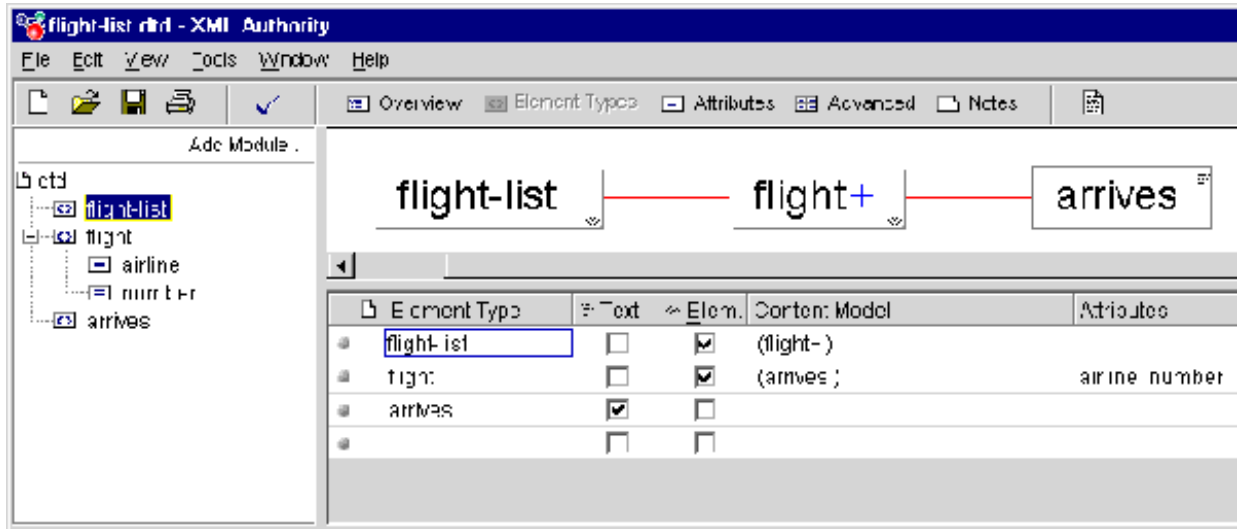 flight-list dtd - XML Authority
File Edit View Tools Window Help
Overview Element Types Attributes Advanced Notes
Add Module .
dtd
flight-list
flight
airline
number
arrives
flight-list flight+ arrives
Element Type Text Elem. Content Model Attributes
flight-list (flight+)
flight (arrives) airline number
arrives